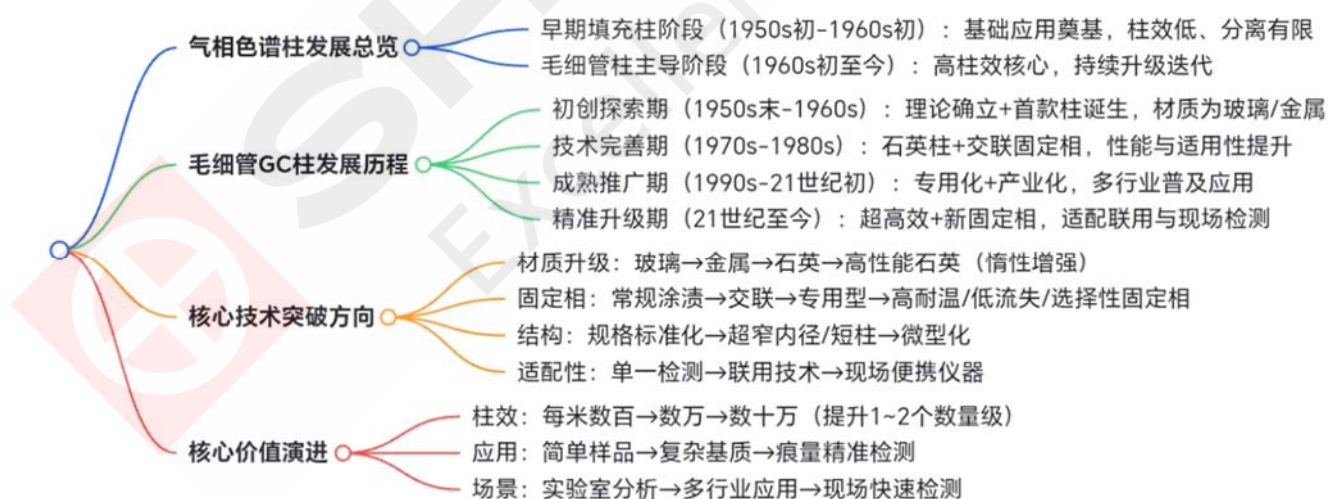 气相色谱柱发展总览
早期填充柱阶段（1950s初-1960s初）：基础应用奠基，柱效低、分离有限
毛细管柱主导阶段（1960s初至今）：高柱效核心，持续升级迭代
毛细管GC柱发展历程
初创探索期（1950s末-1960s）：理论确立+首款柱诞生，材质为玻璃/金属
技术完善期（1970s-1980s）：石英柱+交联固定相，性能与适用性提升
成熟推广期（1990s-21世纪初）：专用化+产业化，多行业普及应用
精准升级期（21世纪至今）：超高效+新固定相，适配联用与现场检测
核心技术突破方向
材质升级：玻璃→金属→石英→高性能石英（惰性增强）
固定相：常规涂渍→交联→专用型→高耐温/低流失/选择性固定相
结构：规格标准化→超窄内径/短柱→微型化
适配性：单一检测→联用技术→现场便携仪器
核心价值演进
柱效：每米数百→数万→数十万（提升1~2个数量级）
应用：简单样品→复杂基质→痕量精准检测
场景：实验室分析→多行业应用→现场快速检测